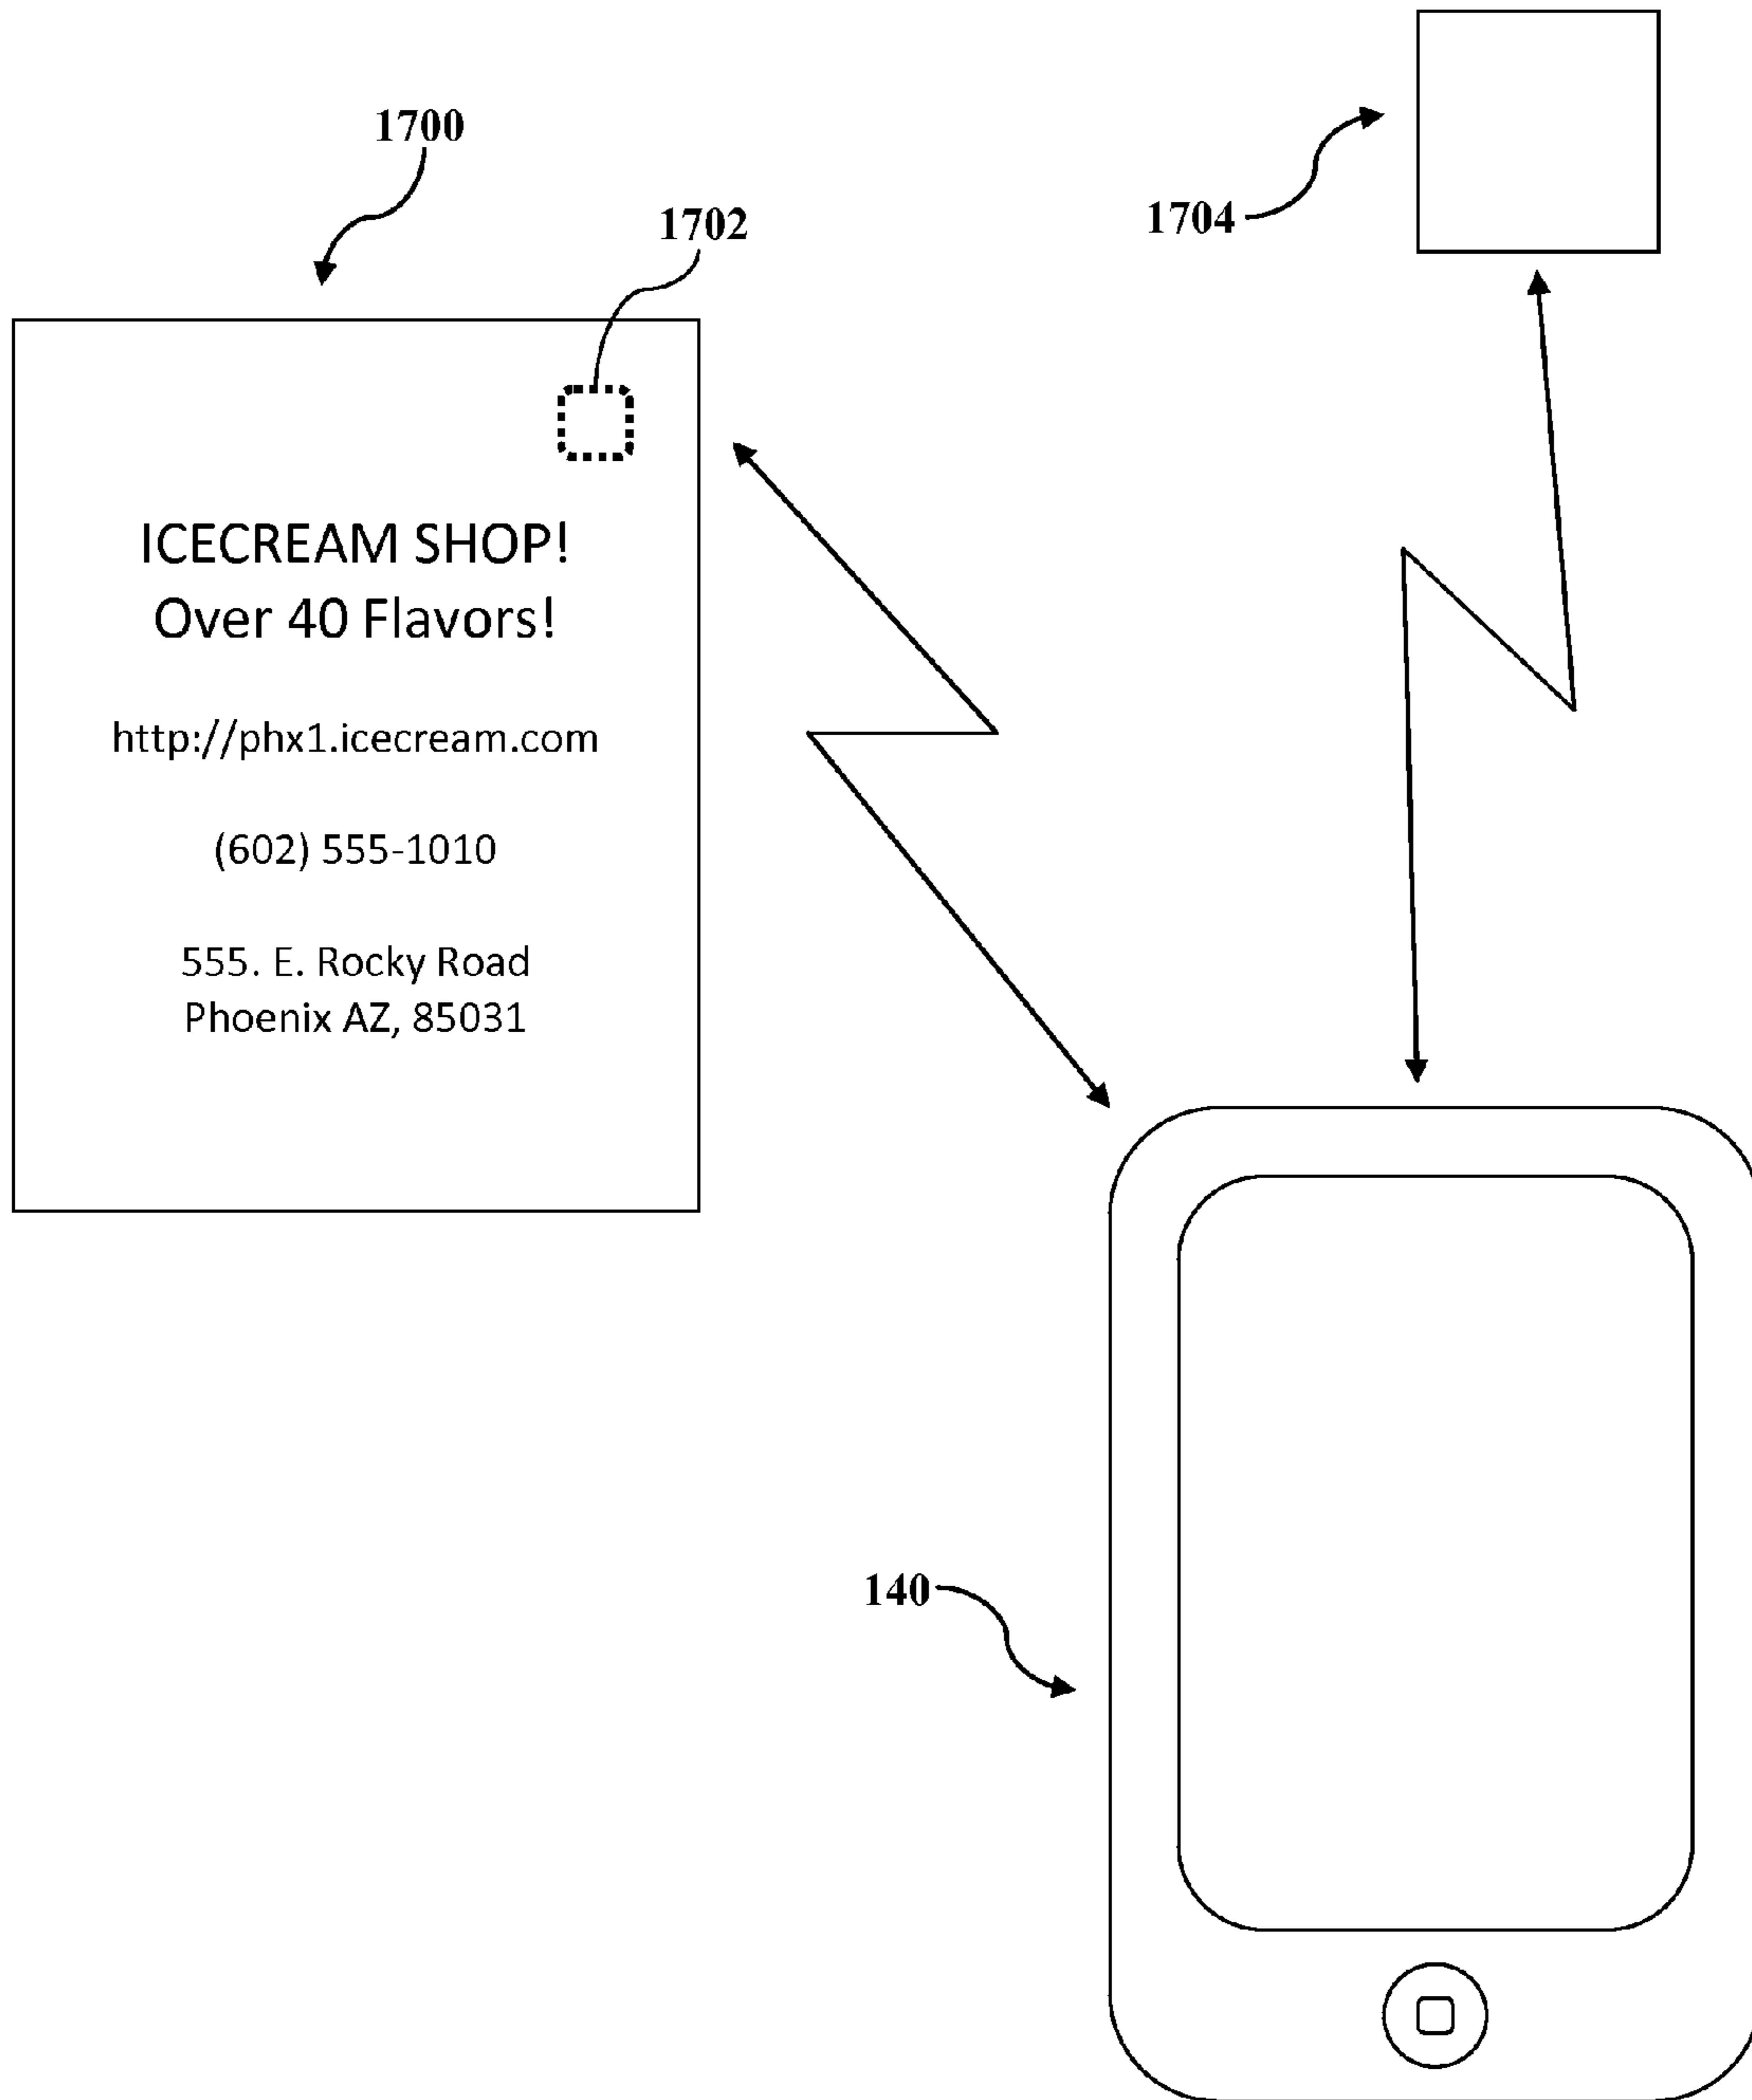 1700
1702
1704
ICECREAM SHOP!
Over 40 Flavors!
http://phx1.icecream.com
(602) 555-1010
555. E. Rocky Road
Phoenix AZ, 85031
140